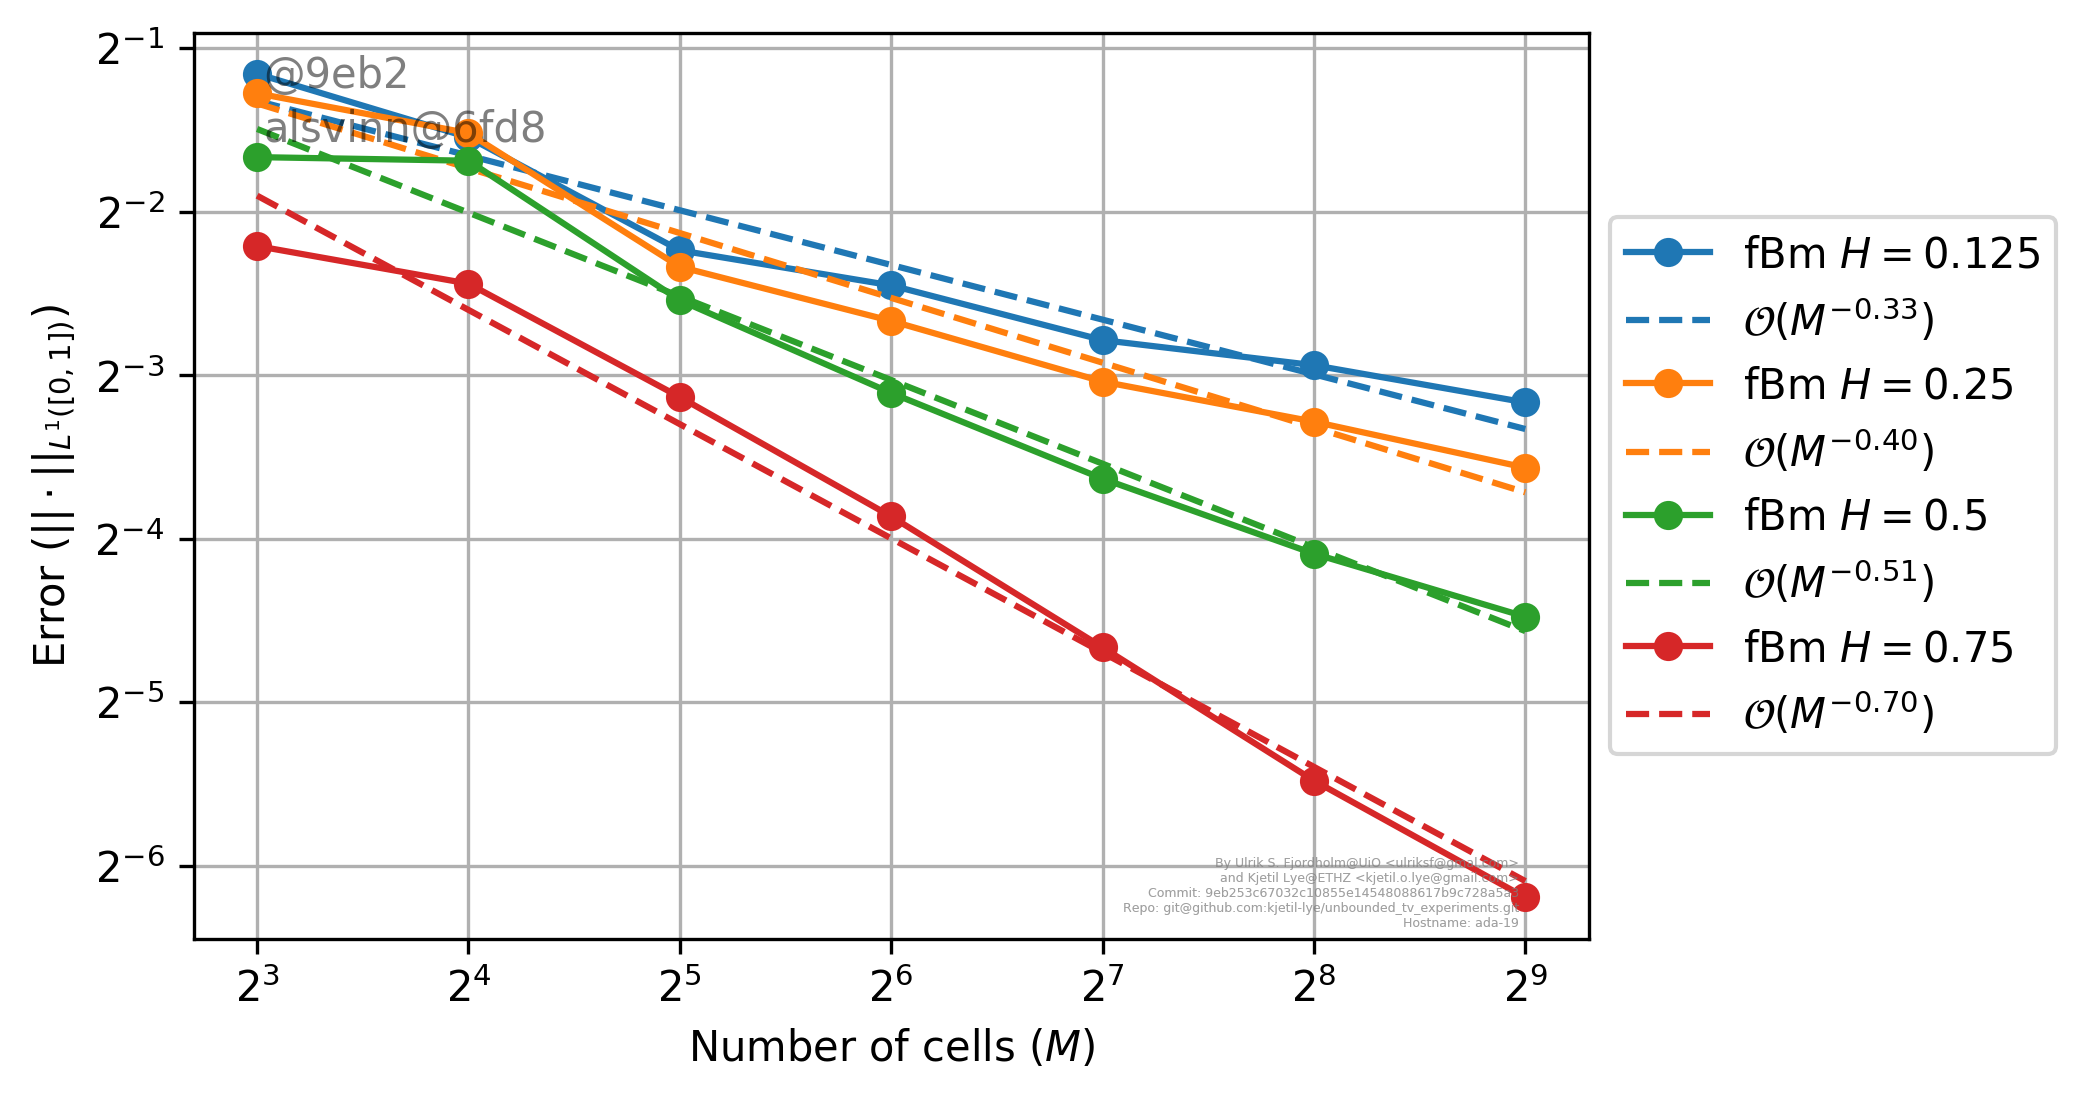 2^{-1}
2^{-2}
2^{-3}
2^{-4}
2^{-5}
2^{-6}
Error (|| · ||_{L^1([0, 1])})
@9eb2
alsvinn@6fd8
By Ulrik S. Fjordholm@UiO <ulriksf@gmail.com>
and Kjetil Lye@ETHZ <kjetil.o.lye@gmail.com>
Commit: 9eb253c67032c10855e14548088617b9c728a5a3
Repo: git@github.com:kjetil-lye/unbounded_tv_experiments.git
Hostname: ada-19
2^3 2^4 2^5 2^6 2^7 2^8 2^9
Number of cells (M)
fBm H = 0.125
𝒪(M^{-0.33})
fBm H = 0.25
𝒪(M^{-0.40})
fBm H = 0.5
𝒪(M^{-0.51})
fBm H = 0.75
𝒪(M^{-0.70})